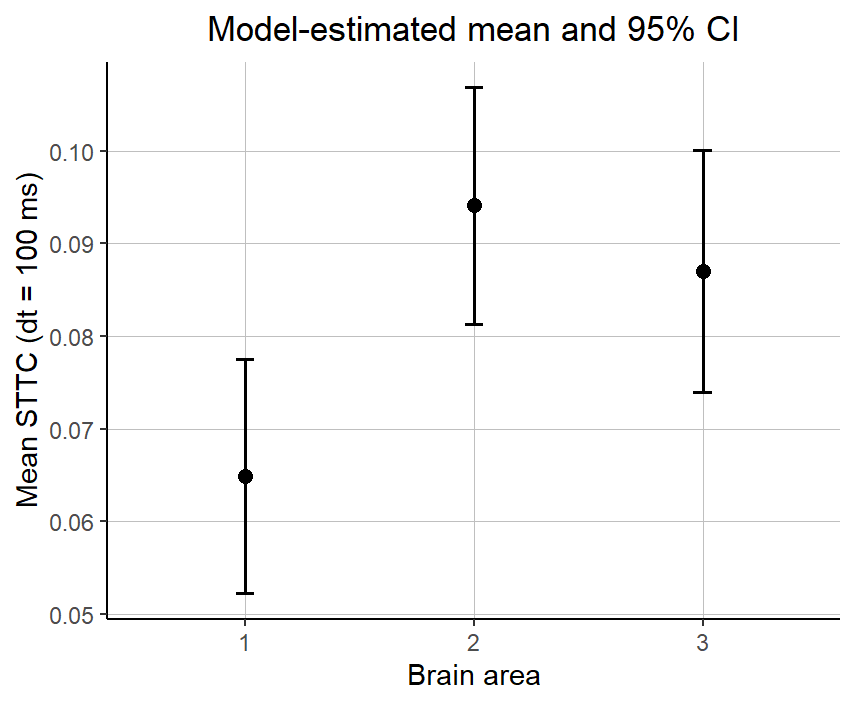 Model-estimated mean and 95% CI
Mean STTC (dt = 100 ms)
0.10
0.09
0.08
0.07
0.06
0.05
1 2 3
Brain area